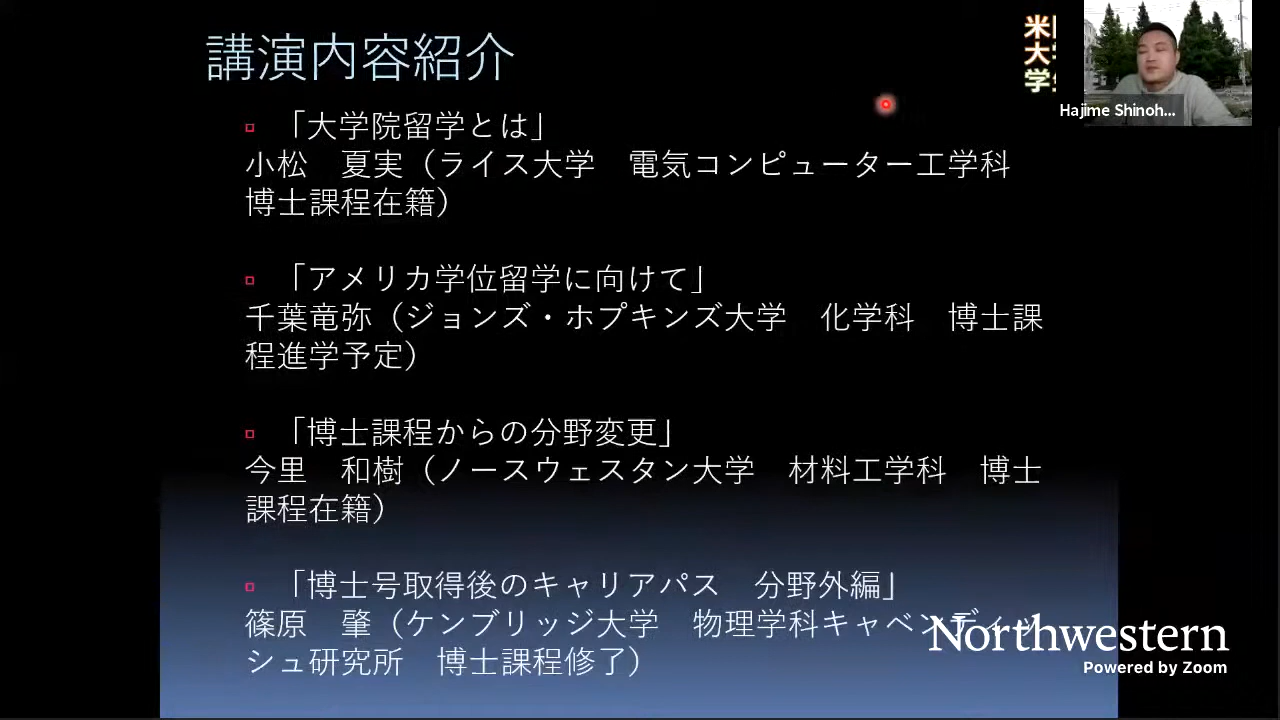 講演内容紹介
米
大
学
Hajime Shinoh...
「大学院留学とは」
小松　夏実（ライス大学　電気コンピューター工学科
博士課程在籍）
「アメリカ学位留学に向けて」
千葉竜弥（ジョンズ・ホプキンズ大学　化学科　博士課
程進学予定）
「博士課程からの分野変更」
今里　和樹（ノースウェスタン大学　材料工学科　博士
課程在籍）
「博士号取得後のキャリアパス　分野外編」
篠原　肇（ケンブリッジ大学　物理学科キャベンディッ
シュ研究所　博士課程修了）
Northwestern
Powered by Zoom